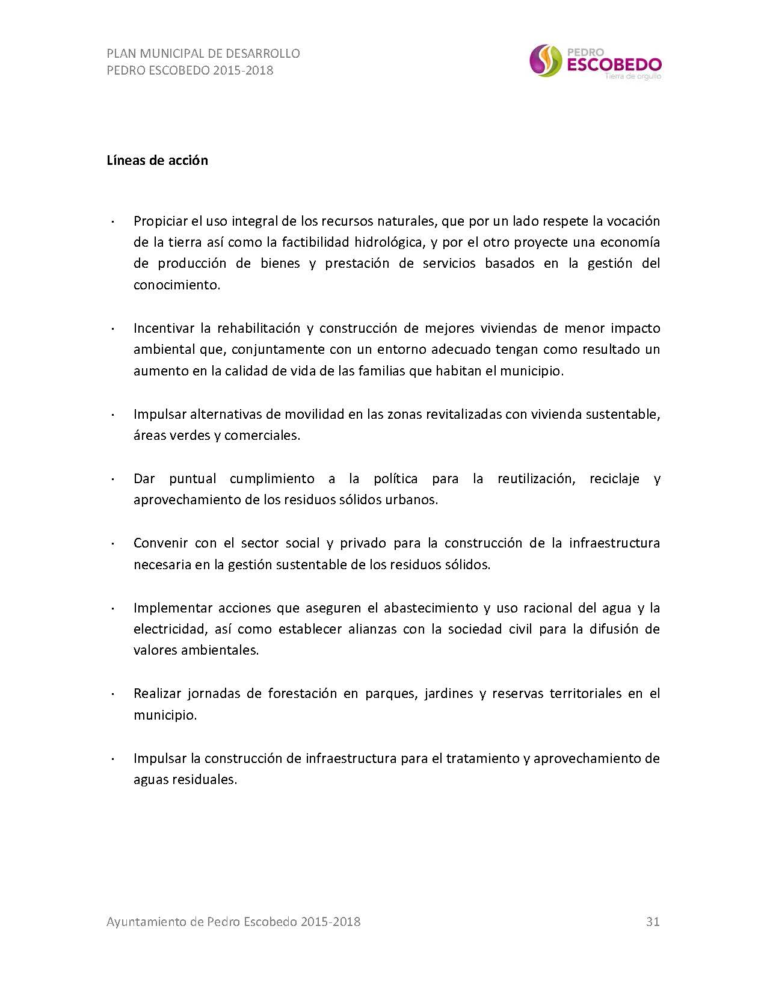 PLAN MUNICIPAL DE DESARROLLO
PEDRO ESCOBEDO 2015-2018
PEDRO
ESCOBEDO
Tierra de orgullo
Líneas de acción
· Propiciar el uso integral de los recursos naturales, que por un lado respete la vocación
de la tierra así como la factibilidad hidrológica, y por el otro proyecte una economía
de producción de bienes y prestación de servicios basados en la gestión del
conocimiento.
· Incentivar la rehabilitación y construcción de mejores viviendas de menor impacto
ambiental que, conjuntamente con un entorno adecuado tengan como resultado un
aumento en la calidad de vida de las familias que habitan el municipio.
· Impulsar alternativas de movilidad en las zonas revitalizadas con vivienda sustentable,
áreas verdes y comerciales.
· Dar puntual cumplimiento a la política para la reutilización, reciclaje y
aprovechamiento de los residuos sólidos urbanos.
· Convenir con el sector social y privado para la construcción de la infraestructura
necesaria en la gestión sustentable de los residuos sólidos.
· Implementar acciones que aseguren el abastecimiento y uso racional del agua y la
electricidad, así como establecer alianzas con la sociedad civil para la difusión de
valores ambientales.
· Realizar jornadas de forestación en parques, jardines y reservas territoriales en el
municipio.
· Impulsar la construcción de infraestructura para el tratamiento y aprovechamiento de
aguas residuales.
Ayuntamiento de Pedro Escobedo 2015-2018 31